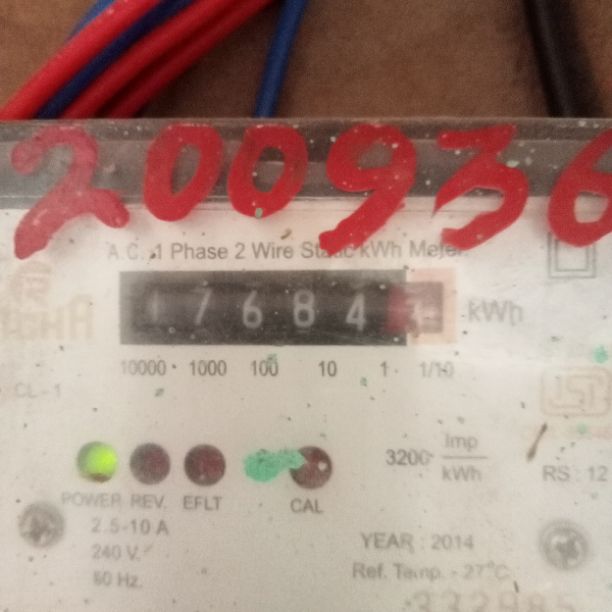 200936
A.C. 1 Phase 2 Wire Static kWh Meter
17684 kWh
10000 1000 100 10 1 1/10
CL-1
3200 Imp
kWh
RS: 12
POWER REV. EFLT CAL
2.5-10 A
240 V.
50 Hz.
YEAR : 2014
Ref. Temp. - 27°C